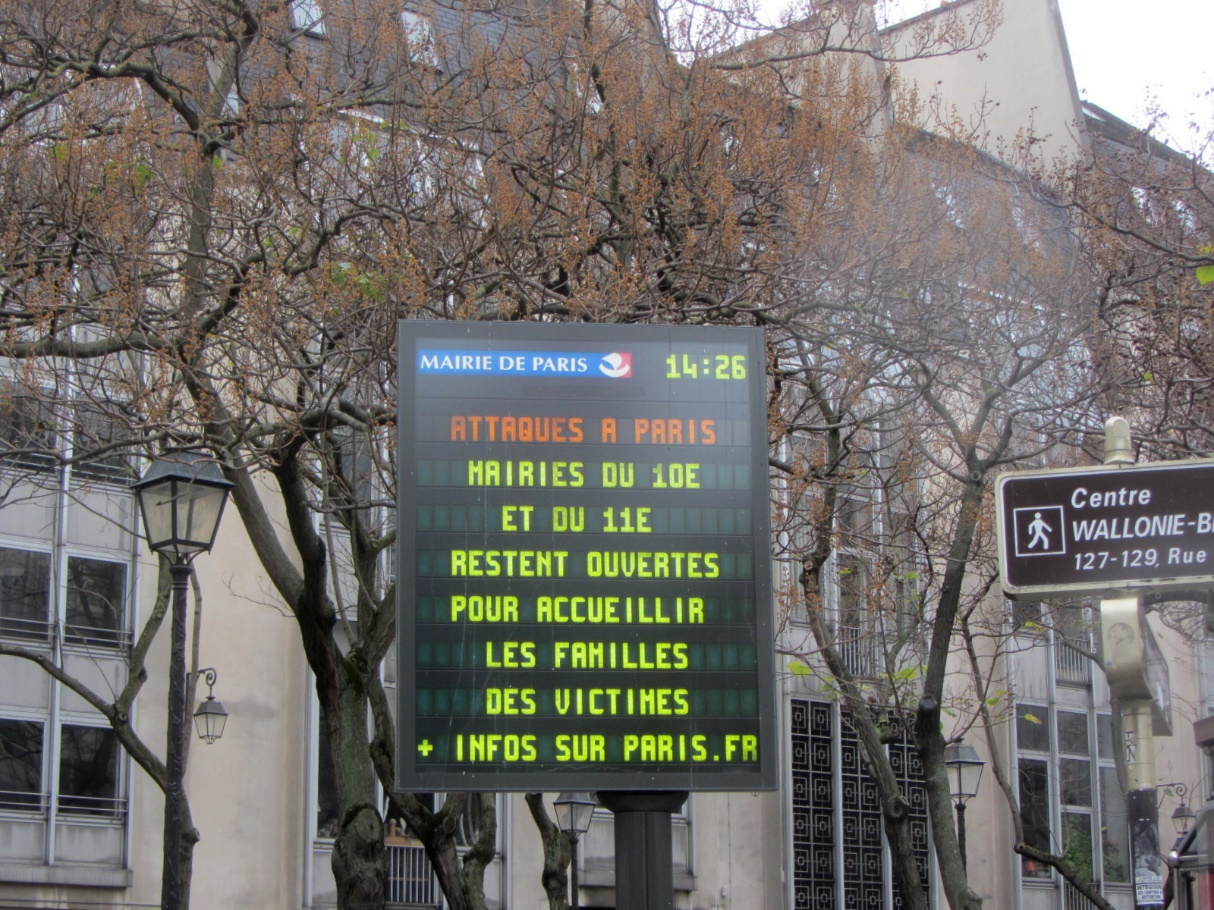 MAIRIE DE PARIS
14:26
ATTAQUES A PARIS
MAIRIES DU 10E
ET DU 11E
RESTENT OUVERTES
POUR ACCUEILLIR
LES FAMILLES
DES VICTIMES
+ INFOS SUR PARIS.FR
Centre
WALLONIE-B
127-129, Rue